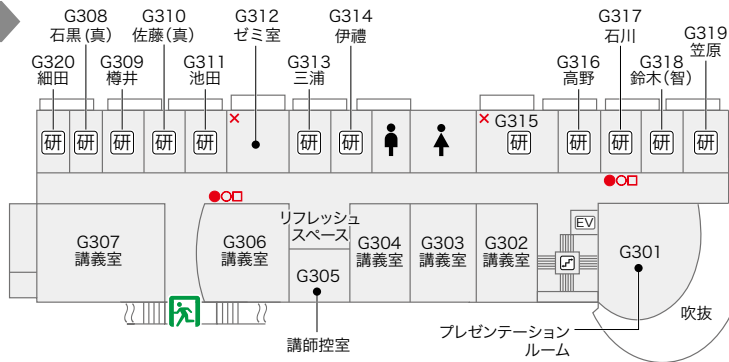 G308
石黒(真)
G310
佐藤(真)
G312
ゼミ室
G314
伊禮
G317
石川
G319
笠原
G320
細田
G309
樽井
G311
池田
G313
三浦
G316
高野
G318
鈴木(智)
研
研
研
研
研
研
研
G315
研
研
研
研
研
G307
講義室
G306
講義室
リフレッシュ
スペース
G305
講師控室
G304
講義室
G303
講義室
G302
講義室
EV
G301
プレゼンテーション
ルーム
吹抜